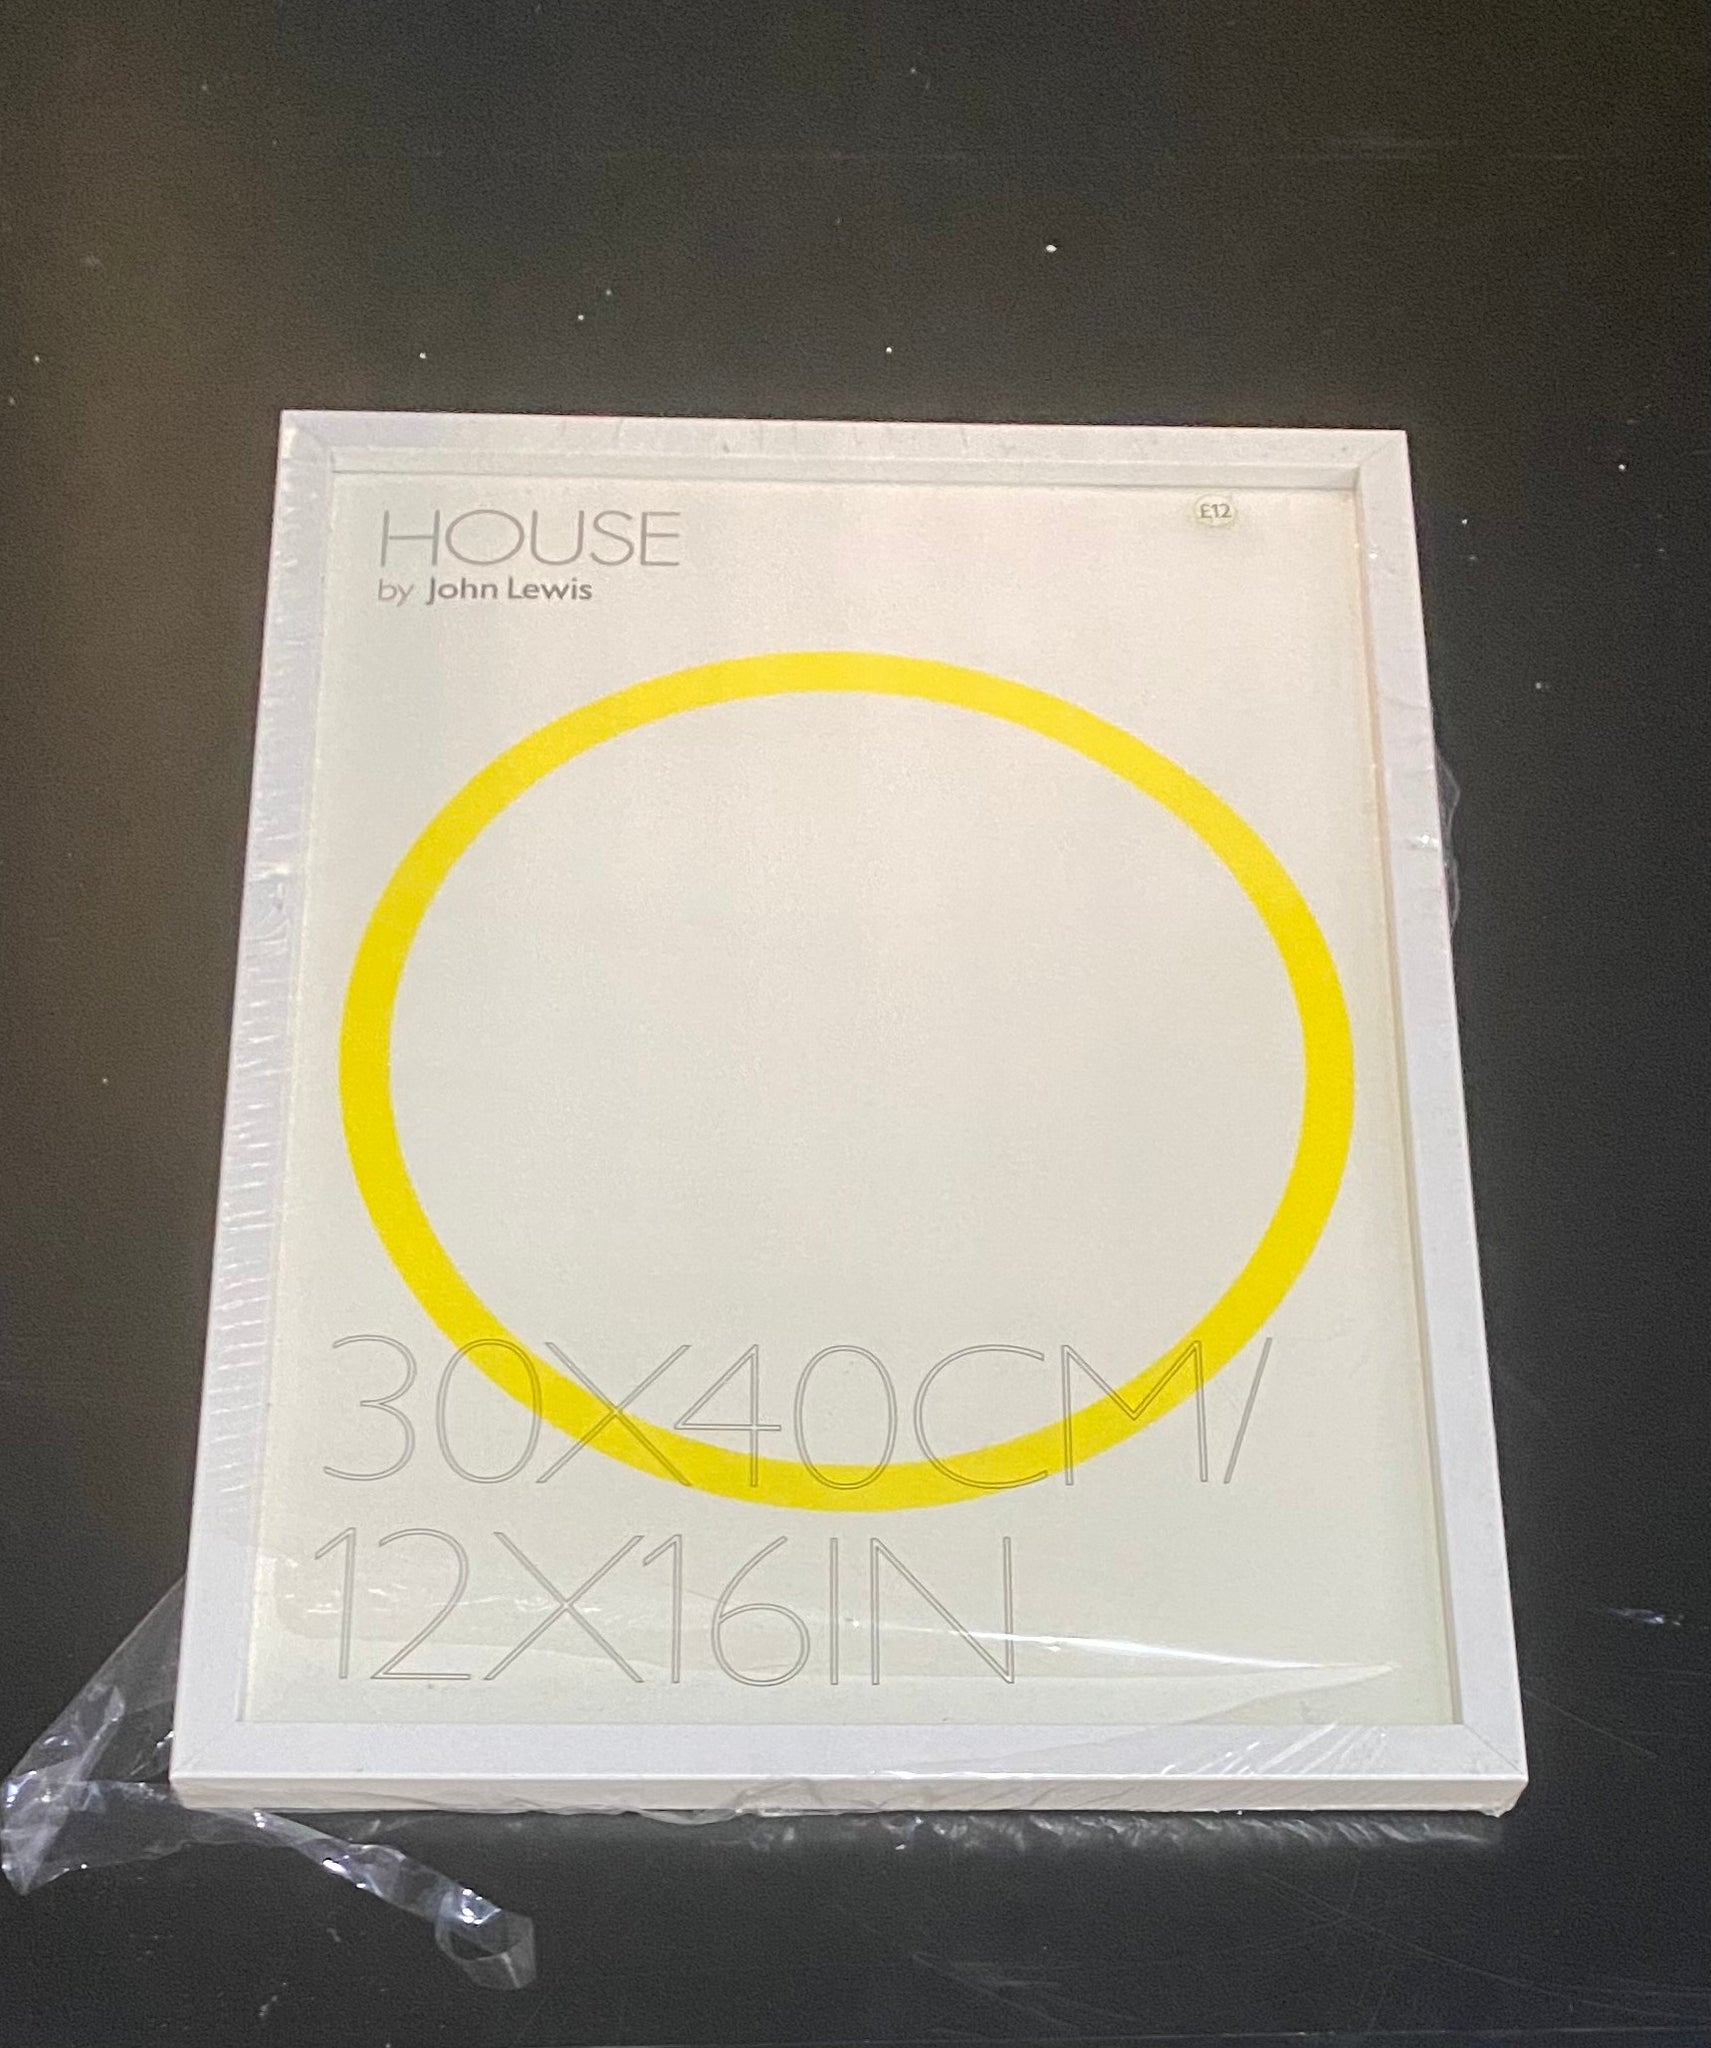 HOUSE
£12
by John Lewis
30X40CM/
12X16IN